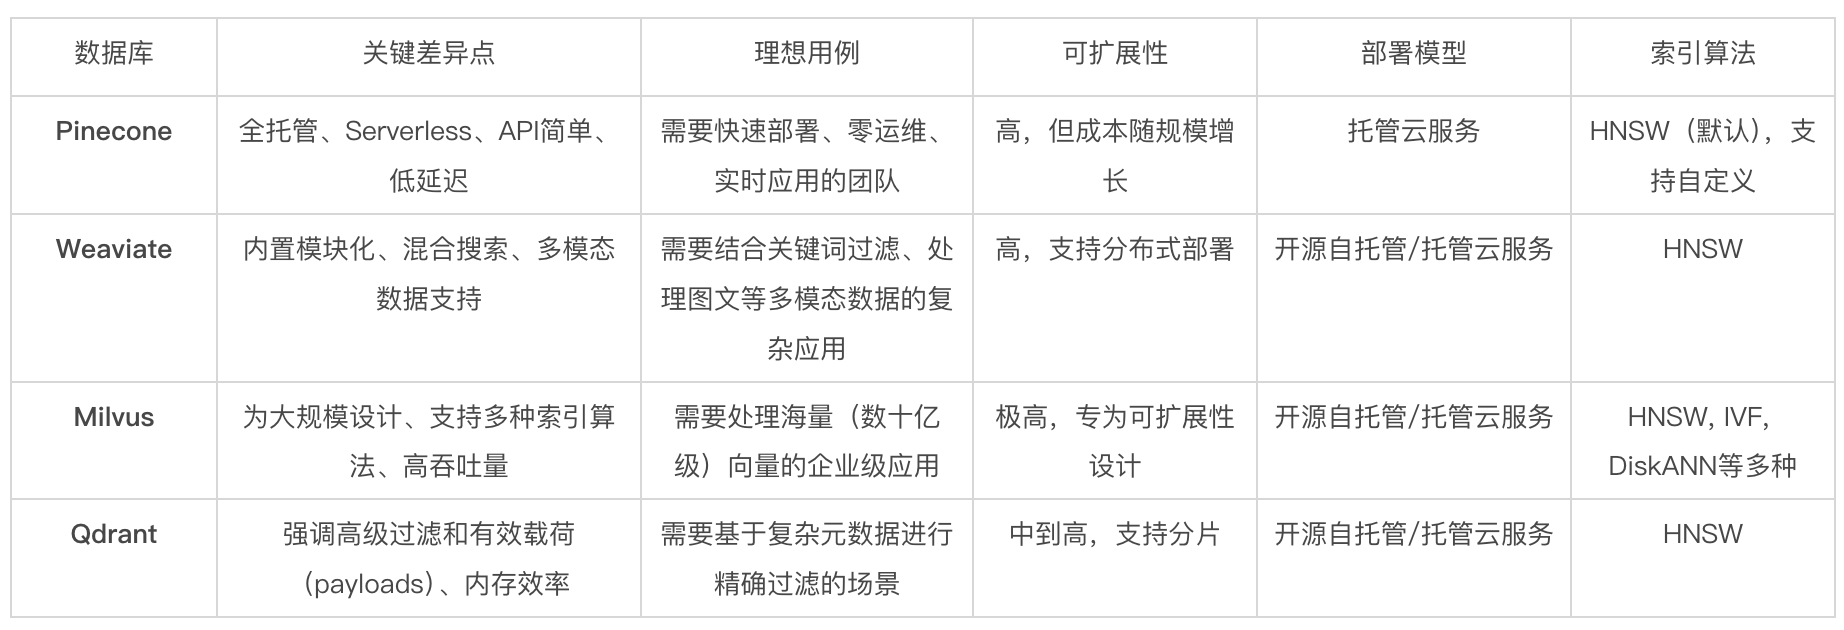 数据库
关键差异点
理想用例
可扩展性
部署模型
索引算法
Pinecone
全托管、Serverless、API简单、
低延迟
需要快速部署、零运维、
实时应用的团队
高，但成本随规模增
长
托管云服务
HNSW（默认），支
持自定义
Weaviate
内置模块化、混合搜索、多模态
数据支持
需要结合关键词过滤、处
理图文等多模态数据的复
杂应用
高，支持分布式部署
开源自托管/托管云服务
HNSW
Milvus
为大规模设计、支持多种索引算
法、高吞吐量
需要处理海量（数十亿
级）向量的企业级应用
极高，专为可扩展性
设计
开源自托管/托管云服务
HNSW, IVF,
DiskANN等多种
Qdrant
强调高级过滤和有效载荷
（payloads）、内存效率
需要基于复杂元数据进行
精确过滤的场景
中到高，支持分片
开源自托管/托管云服务
HNSW